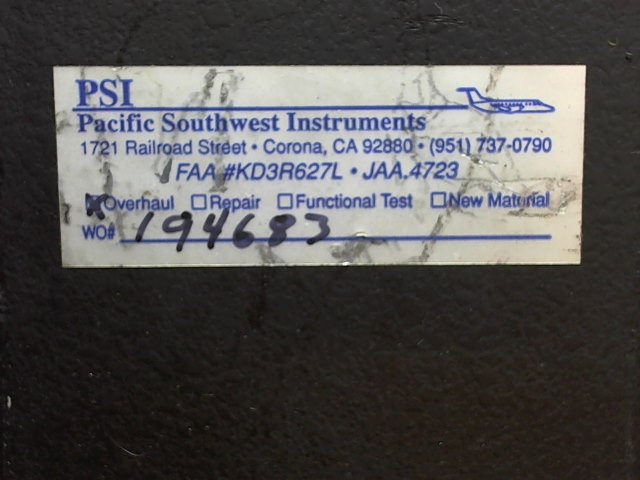 PSI
Pacific Southwest Instruments
1721 Railroad Street • Corona, CA 92880 • (951) 737-0790
FAA #KD3R627L • JAA.4723
☒Overhaul ☐Repair ☐Functional Test ☐New Material
WO# 194683